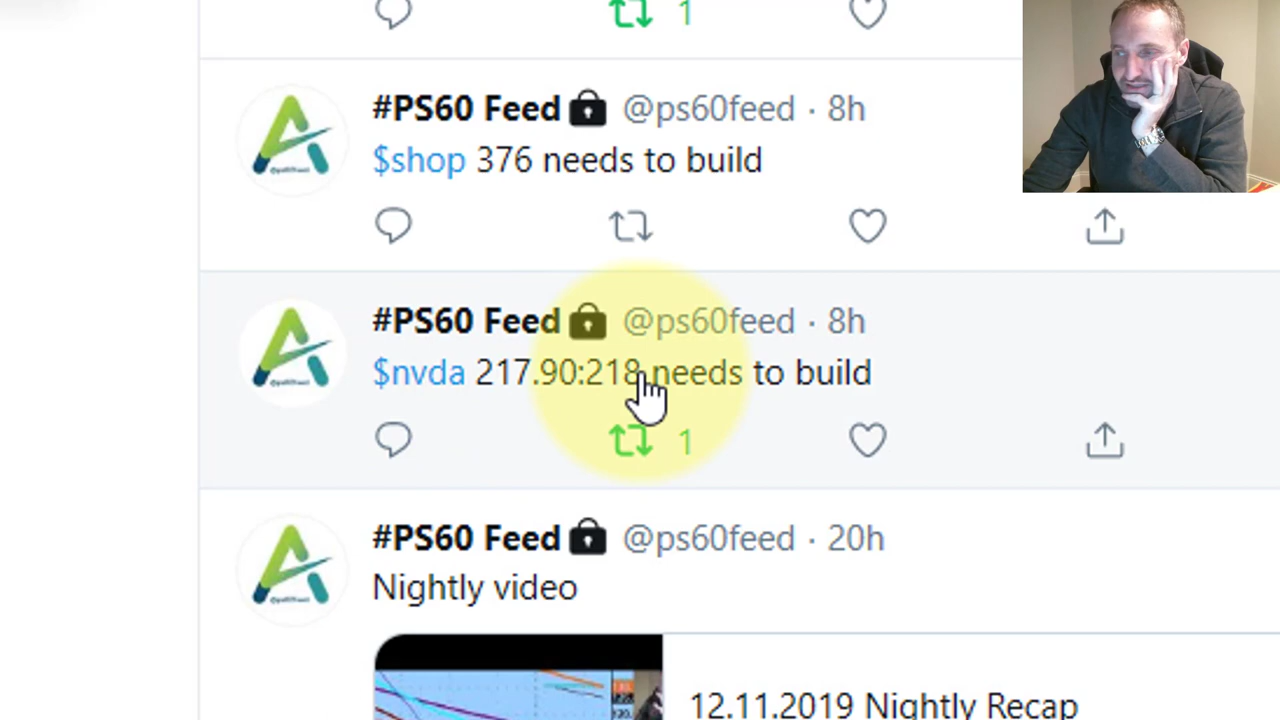 1
#PS60 Feed @ps60feed · 8h
$shop 376 needs to build
#PS60 Feed @ps60feed · 8h
$nvda 217.90:218 needs to build
1
#PS60 Feed @ps60feed · 20h
Nightly video
12.11.2019 Nightly Recap